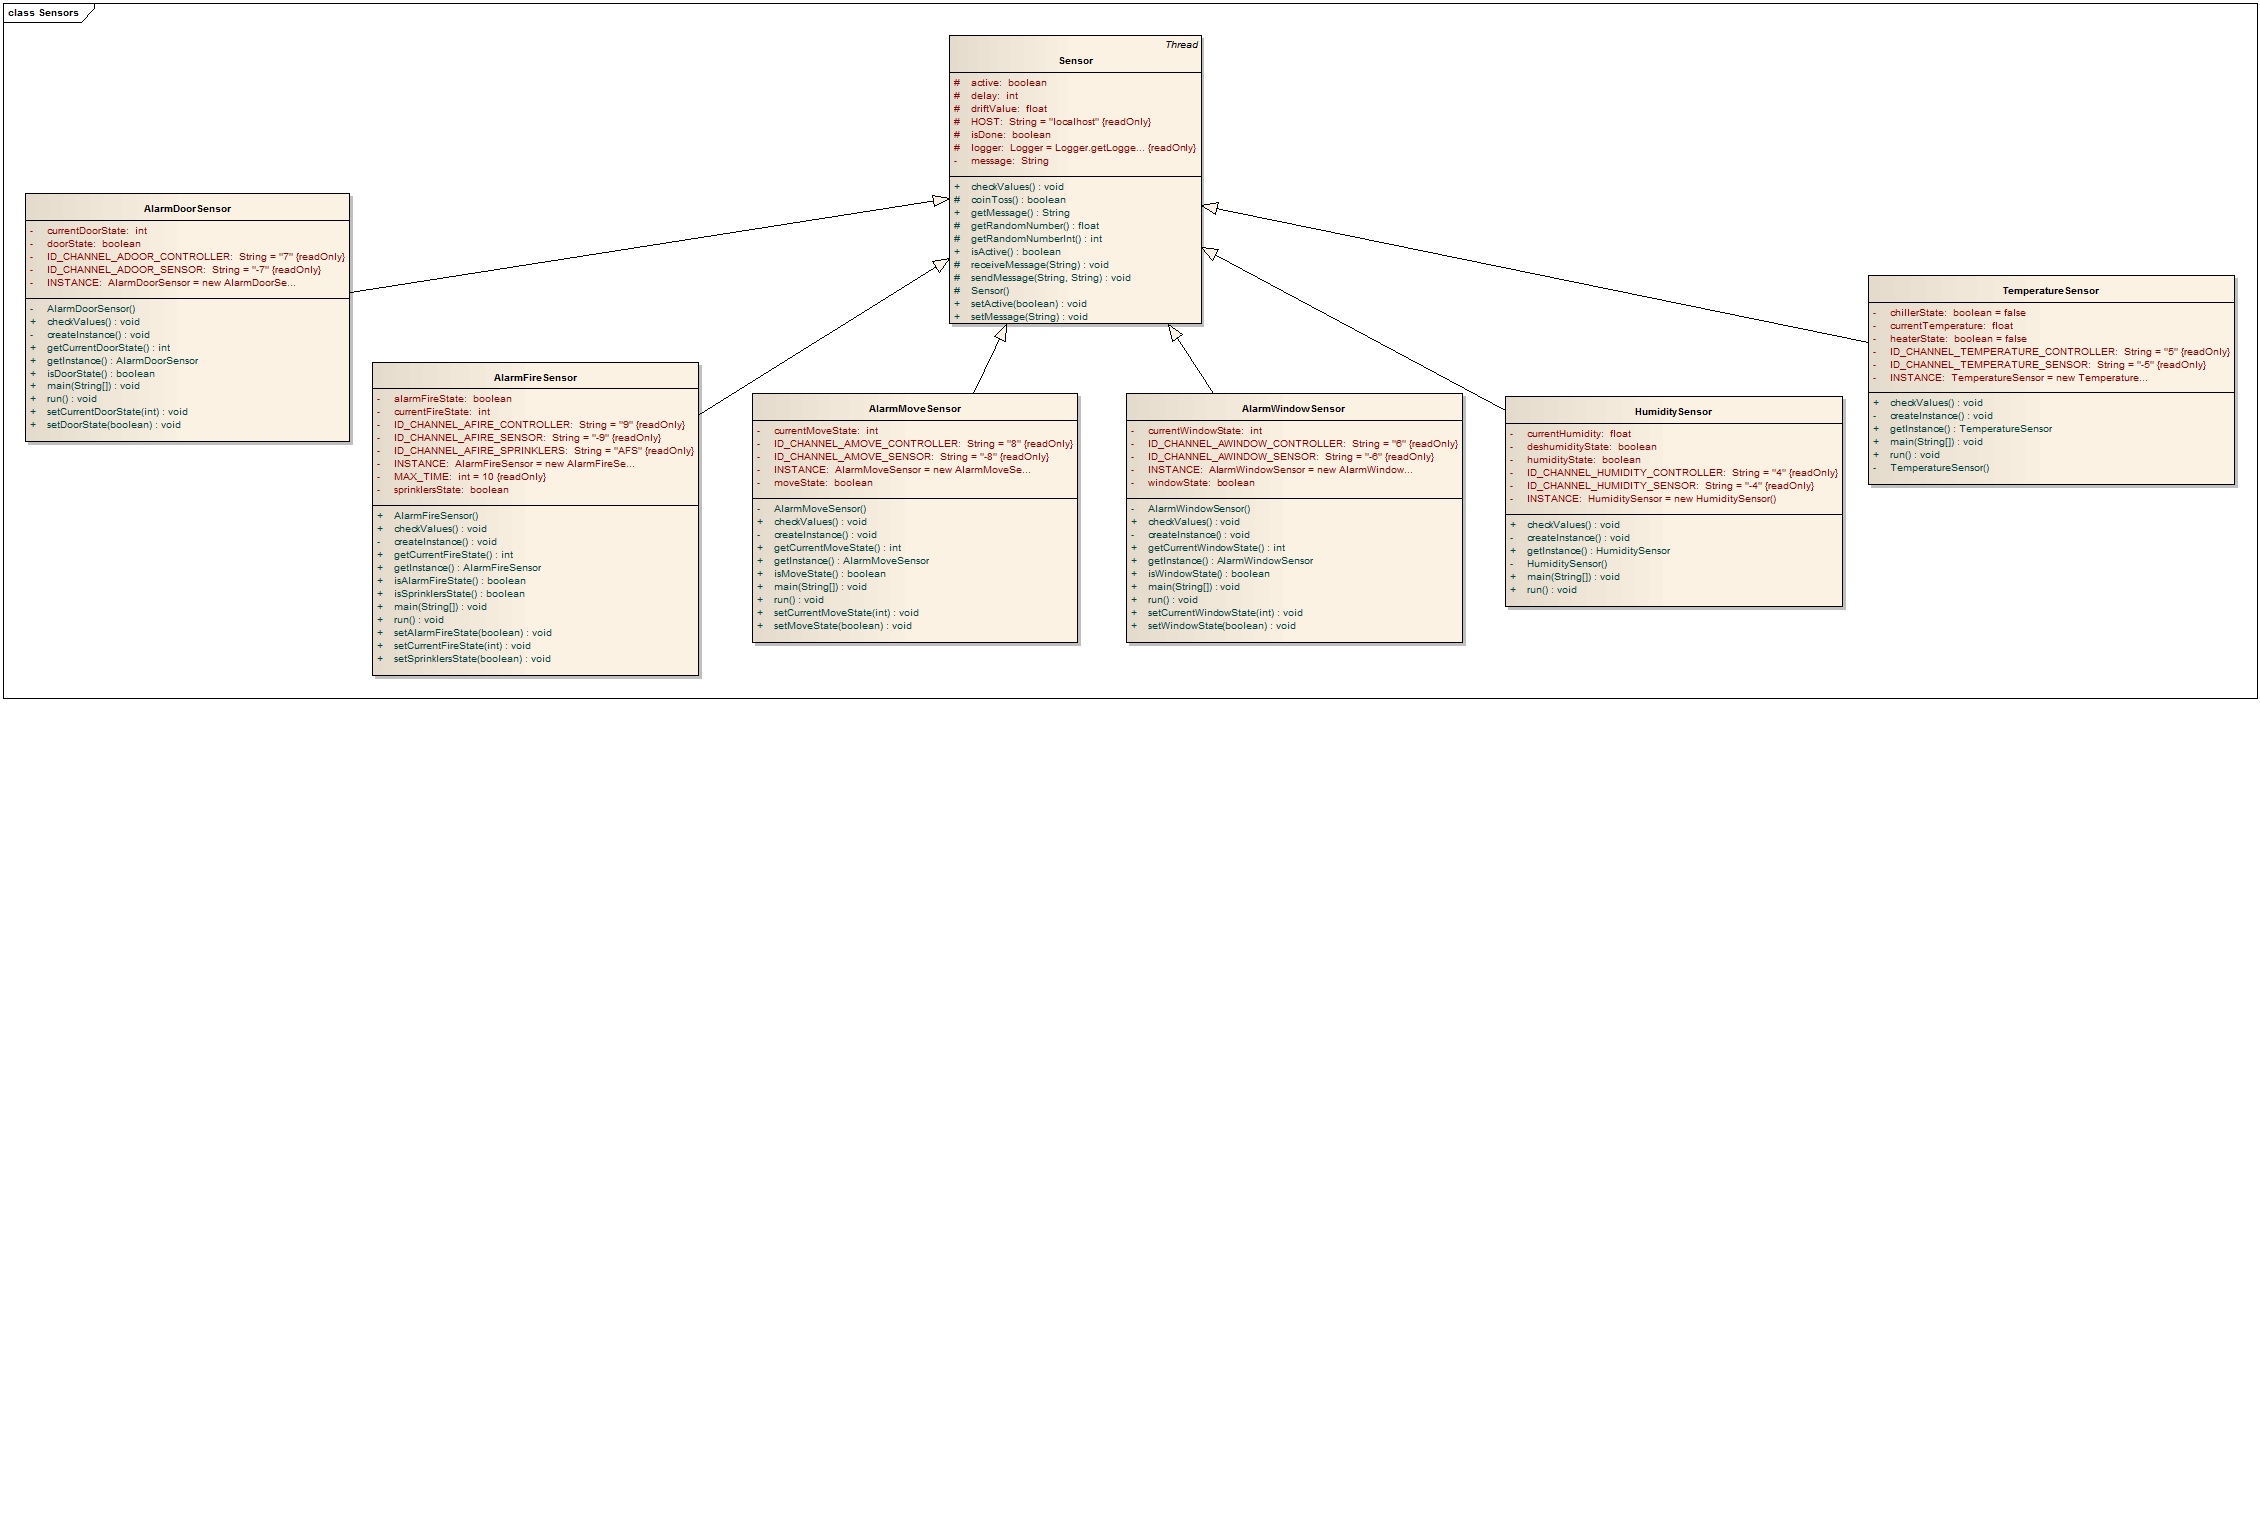 class Sensors
Thread
Sensor
# active: boolean
# delay: int
# driftValue: float
# HOST: String = "localhost" {readOnly}
# isDone: boolean
# logger: Logger = Logger.getLogge... {readOnly}
- message: String
+ checkValues() : void
# coinToss() : boolean
+ getMessage() : String
# getRandomNumber() : float
# getRandomNumberInt() : int
+ isActive() : boolean
# receiveMessage(String) : void
# sendMessage(String, String) : void
# Sensor()
+ setActive(boolean) : void
+ setMessage(String) : void
AlarmDoorSensor
- currentDoorState: int
- doorState: boolean
- ID_CHANNEL_ADOOR_CONTROLLER: String = "7" {readOnly}
- ID_CHANNEL_ADOOR_SENSOR: String = "-7" {readOnly}
- INSTANCE: AlarmDoorSensor = new AlarmDoorSe...
- AlarmDoorSensor()
+ checkValues() : void
- createInstance() : void
+ getCurrentDoorState() : int
+ getInstance() : AlarmDoorSensor
+ isDoorState() : boolean
+ main(String[]) : void
+ run() : void
+ setCurrentDoorState(int) : void
+ setDoorState(boolean) : void
AlarmFireSensor
- alarmFireState: boolean
- currentFireState: int
- ID_CHANNEL_AFIRE_CONTROLLER: String = "9" {readOnly}
- ID_CHANNEL_AFIRE_SENSOR: String = "-9" {readOnly}
- ID_CHANNEL_AFIRE_SPRINKLERS: String = "AFS" {readOnly}
- INSTANCE: AlarmFireSensor = new AlarmFireSe...
- MAX_TIME: int = 10 {readOnly}
- sprinklersState: boolean
+ AlarmFireSensor()
+ checkValues() : void
- createInstance() : void
+ getCurrentFireState() : int
+ getInstance() : AlarmFireSensor
+ isAlarmFireState() : boolean
+ isSprinklersState() : boolean
+ main(String[]) : void
+ run() : void
+ setAlarmFireState(boolean) : void
+ setCurrentFireState(int) : void
+ setSprinklersState(boolean) : void
AlarmMoveSensor
- currentMoveState: int
- ID_CHANNEL_AMOVE_CONTROLLER: String = "8" {readOnly}
- ID_CHANNEL_AMOVE_SENSOR: String = "-8" {readOnly}
- INSTANCE: AlarmMoveSensor = new AlarmMoveSe...
- moveState: boolean
- AlarmMoveSensor()
+ checkValues() : void
- createInstance() : void
+ getCurrentMoveState() : int
+ getInstance() : AlarmMoveSensor
+ isMoveState() : boolean
+ main(String[]) : void
+ run() : void
+ setCurrentMoveState(int) : void
+ setMoveState(boolean) : void
AlarmWindowSensor
- currentWindowState: int
- ID_CHANNEL_AWINDOW_CONTROLLER: String = "6" {readOnly}
- ID_CHANNEL_AWINDOW_SENSOR: String = "-6" {readOnly}
- INSTANCE: AlarmWindowSensor = new AlarmWindow...
- windowState: boolean
- AlarmWindowSensor()
+ checkValues() : void
- createInstance() : void
+ getCurrentWindowState() : int
+ getInstance() : AlarmWindowSensor
+ isWindowState() : boolean
+ main(String[]) : void
+ run() : void
+ setCurrentWindowState(int) : void
+ setWindowState(boolean) : void
HumiditySensor
- currentHumidity: float
- deshumidityState: boolean
- humidityState: boolean
- ID_CHANNEL_HUMIDITY_CONTROLLER: String = "4" {readOnly}
- ID_CHANNEL_HUMIDITY_SENSOR: String = "-4" {readOnly}
- INSTANCE: HumiditySensor = new HumiditySensor()
+ checkValues() : void
- createInstance() : void
+ getInstance() : HumiditySensor
- HumiditySensor()
+ main(String[]) : void
+ run() : void
TemperatureSensor
- chillerState: boolean = false
- currentTemperature: float
- heaterState: boolean = false
- ID_CHANNEL_TEMPERATURE_CONTROLLER: String = "5" {readOnly}
- ID_CHANNEL_TEMPERATURE_SENSOR: String = "-5" {readOnly}
- INSTANCE: TemperatureSensor = new Temperature...
+ checkValues() : void
- createInstance() : void
+ getInstance() : TemperatureSensor
+ main(String[]) : void
+ run() : void
- TemperatureSensor()